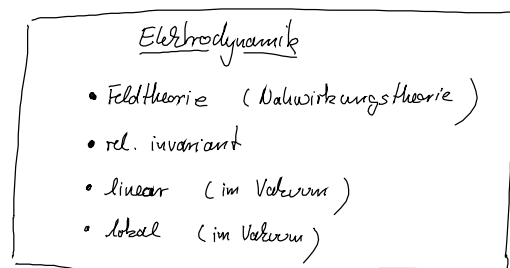 Elektrodynamik
• Feldtheorie (Nahwirkungstheorie)
• rel. invariant
• linear (im Vakuum)
• lokal (im Vakuum)